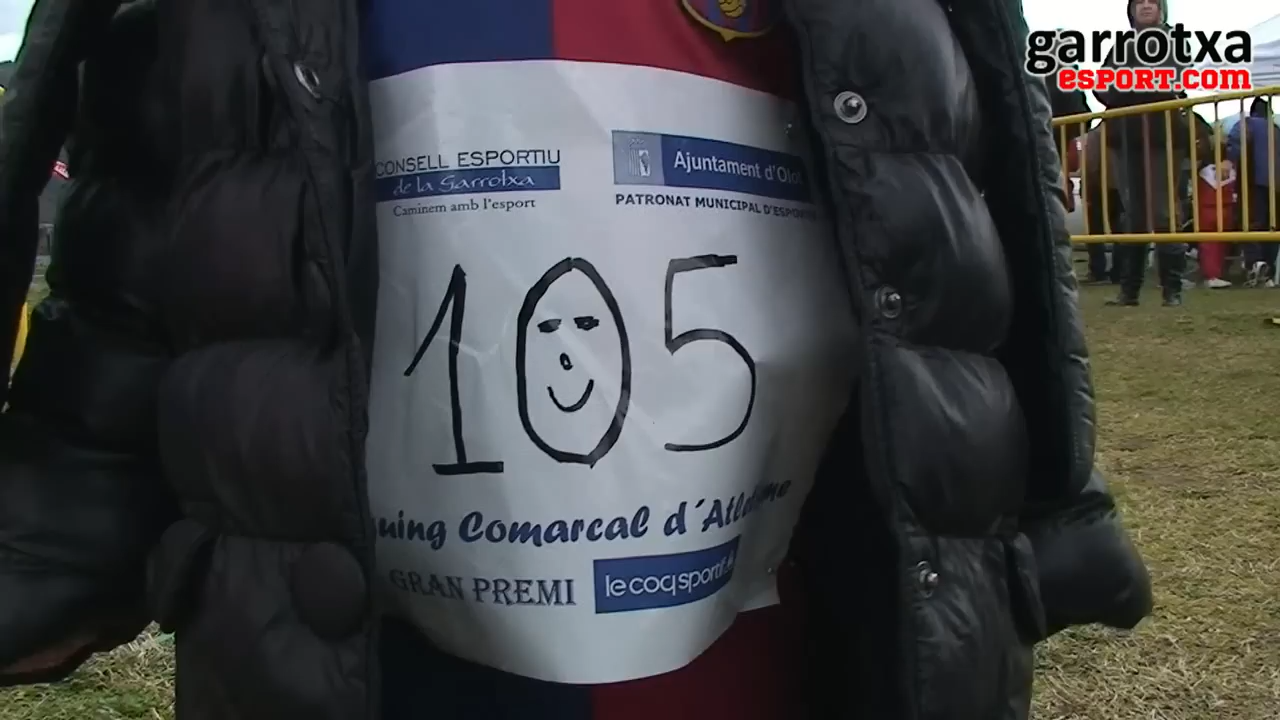 garrotxa
ESPORT.com
CONSELL ESPORTIU
de la Garrotxa
Caminem amb l'esport
Ajuntament d'Olot
PATRONAT MUNICIPAL D'ESPORTS
105
Comarcal d´Atletisme
GRAN PREMI
lecoqsportif